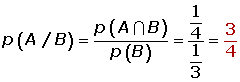 p(A/B) = p(A∩B)/p(B) = (1/4)/(1/3) = 3/4